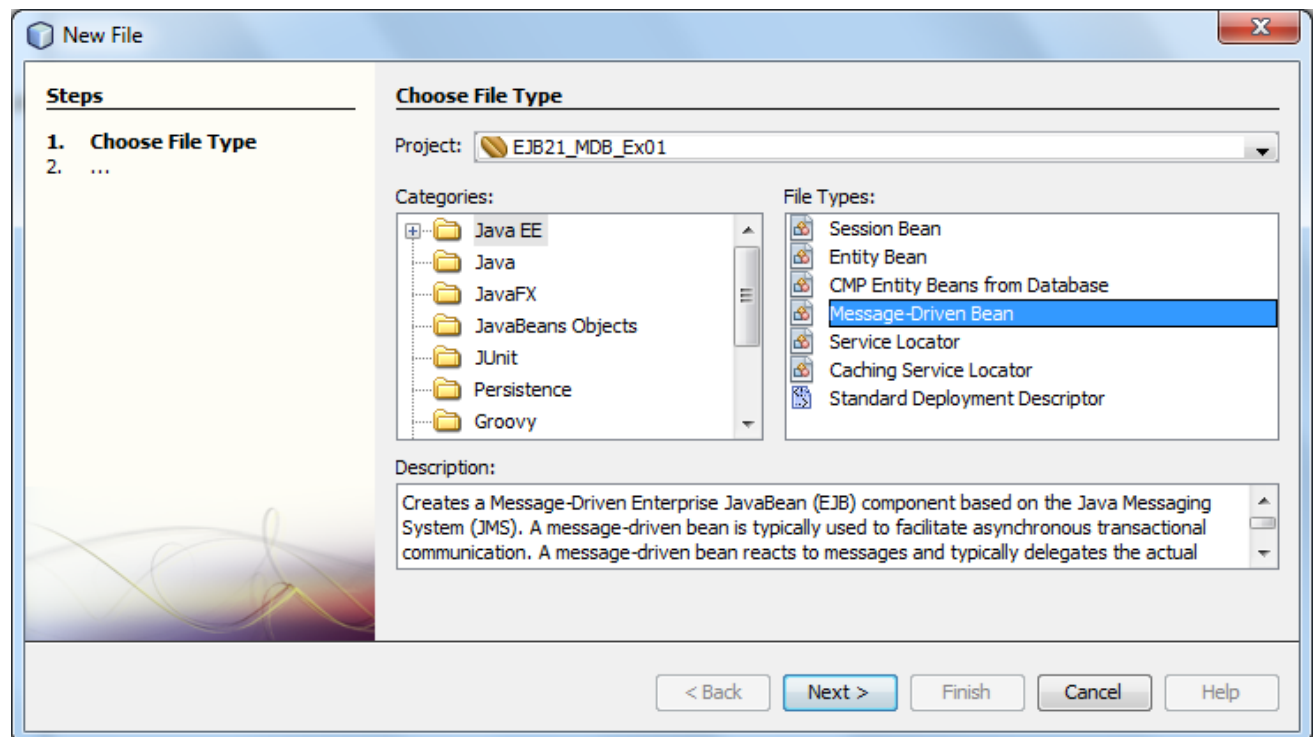 New File
Steps
1. Choose File Type
2. ...
Choose File Type
Project: EJB21_MDB_Ex01
Categories:
Java EE
Java
JavaFX
JavaBeans Objects
JUnit
Persistence
Groovy
File Types:
Session Bean
Entity Bean
CMP Entity Beans from Database
Message-Driven Bean
Service Locator
Caching Service Locator
Standard Deployment Descriptor
Description:
Creates a Message-Driven Enterprise JavaBean (EJB) component based on the Java Messaging
System (JMS). A message-driven bean is typically used to facilitate asynchronous transactional
communication. A message-driven bean reacts to messages and typically delegates the actual
< Back Next > Finish Cancel Help